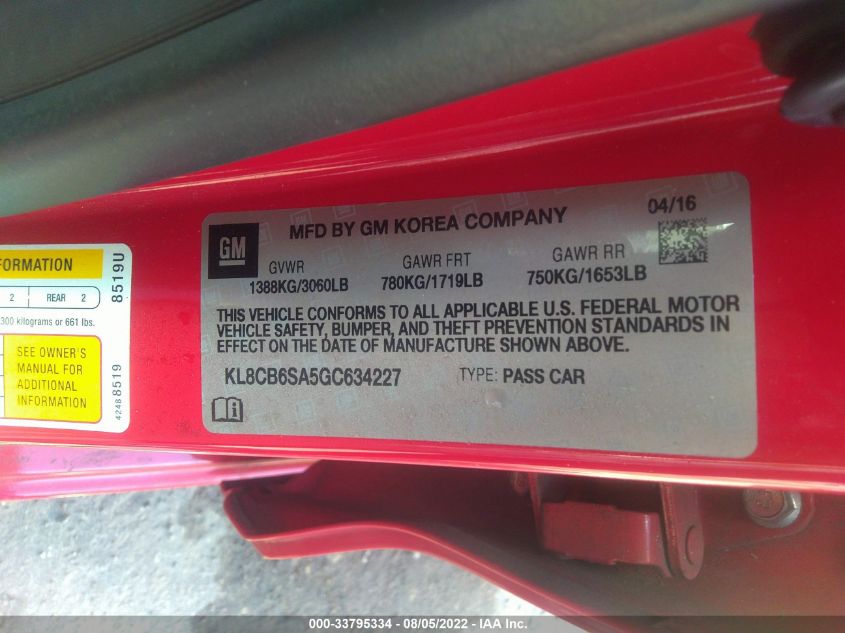 MFD BY GM KOREA COMPANY
04/16
GM
GVWR
GAWR FRT
GAWR RR
1388KG/3060LB
780KG/1719LB
750KG/1653LB
THIS VEHICLE CONFORMS TO ALL APPLICABLE U.S. FEDERAL MOTOR
VEHICLE SAFETY, BUMPER, AND THEFT PREVENTION STANDARDS IN
EFFECT ON THE DATE OF MANUFACTURE SHOWN ABOVE.
KL8CB6SA5GC634227
TYPE: PASS CAR
ORMATION
2 REAR 2
300 kilograms or 661 lbs.
SEE OWNER'S
MANUAL FOR
ADDITIONAL
INFORMATION
8519U
42488519
000-33795334 - 08/05/2022 - IAA Inc.